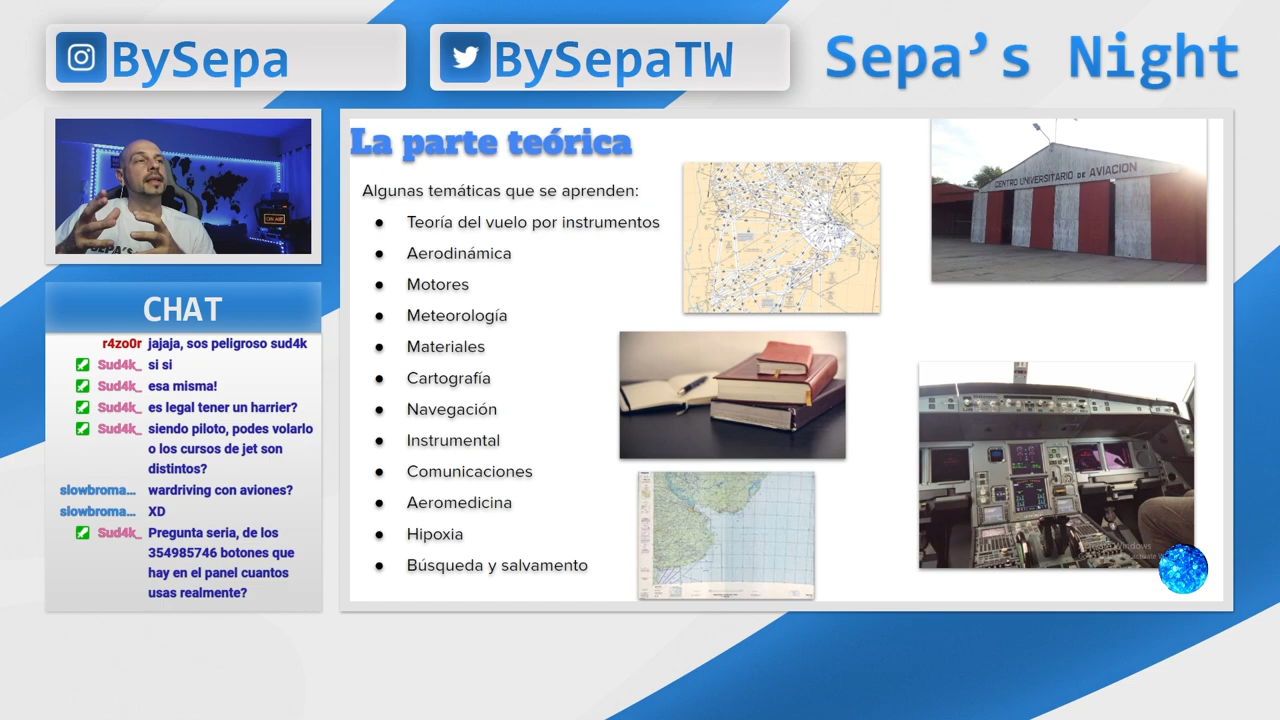 BySepa
BySepaTW
Sepa’s Night
La parte teórica
Algunas temáticas que se aprenden:
● Teoría del vuelo por instrumentos
● Aerodinámica
● Motores
● Meteorología
● Materiales
● Cartografía
● Navegación
● Instrumental
● Comunicaciones
● Aeromedicina
● Hipoxia
● Búsqueda y salvamento
CENTRO UNIVERSITARIO DE AVIACION
ON AIR
CHAT
r4zo0r jajaja, sos peligroso sud4k
Sud4k_ si si
Sud4k_ esa misma!
Sud4k_ es legal tener un harrier?
Sud4k_ siendo piloto, podes volarlo
o los cursos de jet son
distintos?
slowbroma... wardriving con aviones?
slowbroma... XD
Sud4k_ Pregunta seria, de los
354985746 botones que
hay en el panel cuantos
usas realmente?